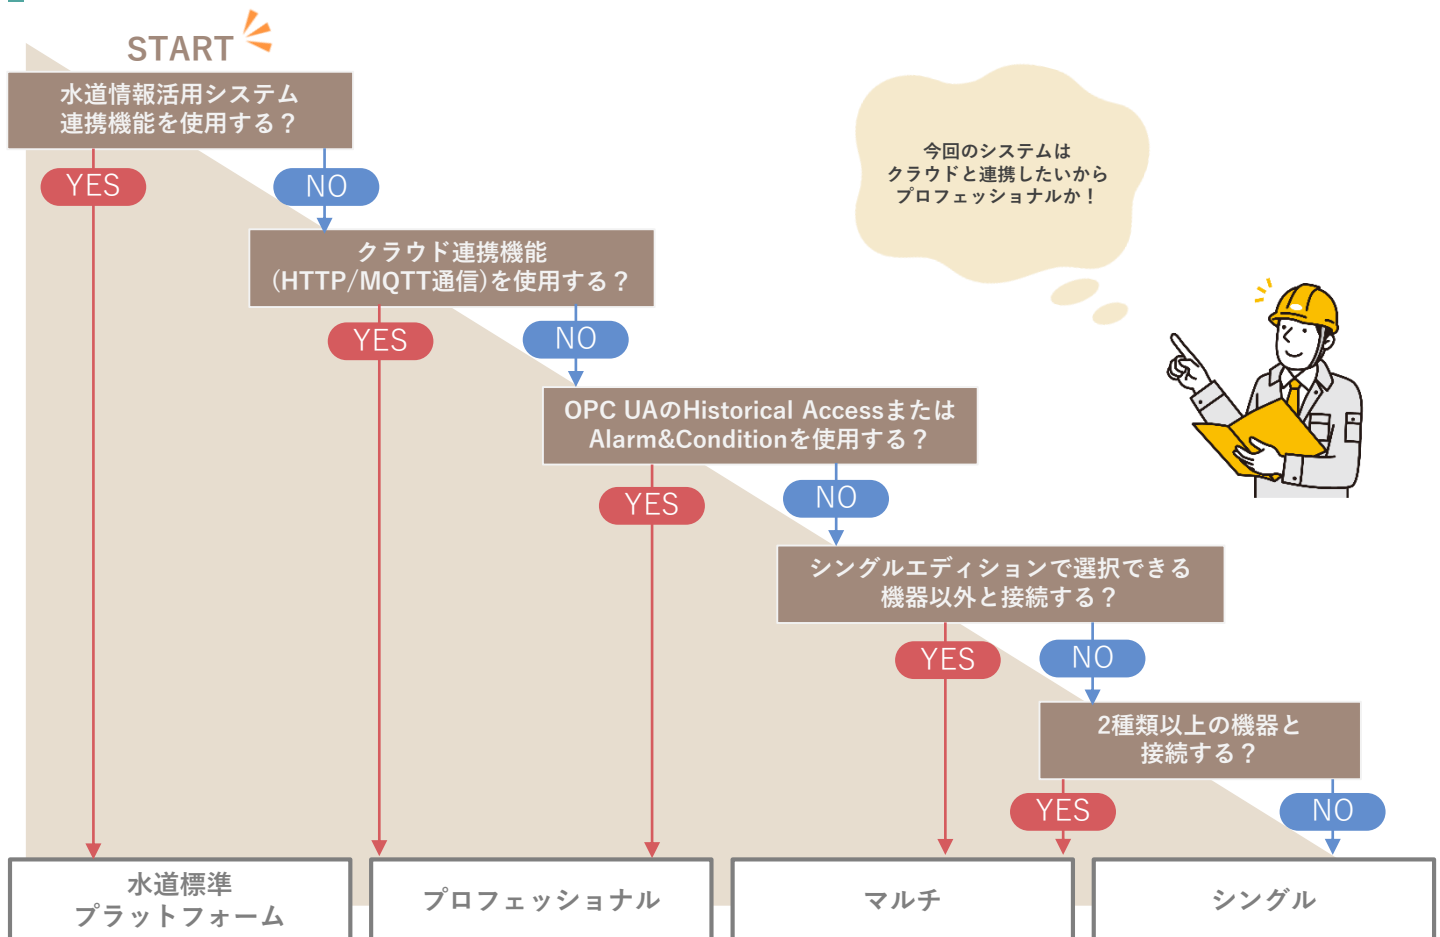 START
水道情報活用システム
連携機能を使用する？
YES
NO
今回のシステムは
クラウドと連携したいから
プロフェッショナルか！
クラウド連携機能
(HTTP/MQTT通信)を使用する？
YES
NO
OPC UAのHistorical Accessまたは
Alarm&Conditionを使用する？
YES
NO
シングルエディションで選択できる
機器以外と接続する？
YES
NO
2種類以上の機器と
接続する？
YES
NO
水道標準
プラットフォーム
プロフェッショナル
マルチ
シングル